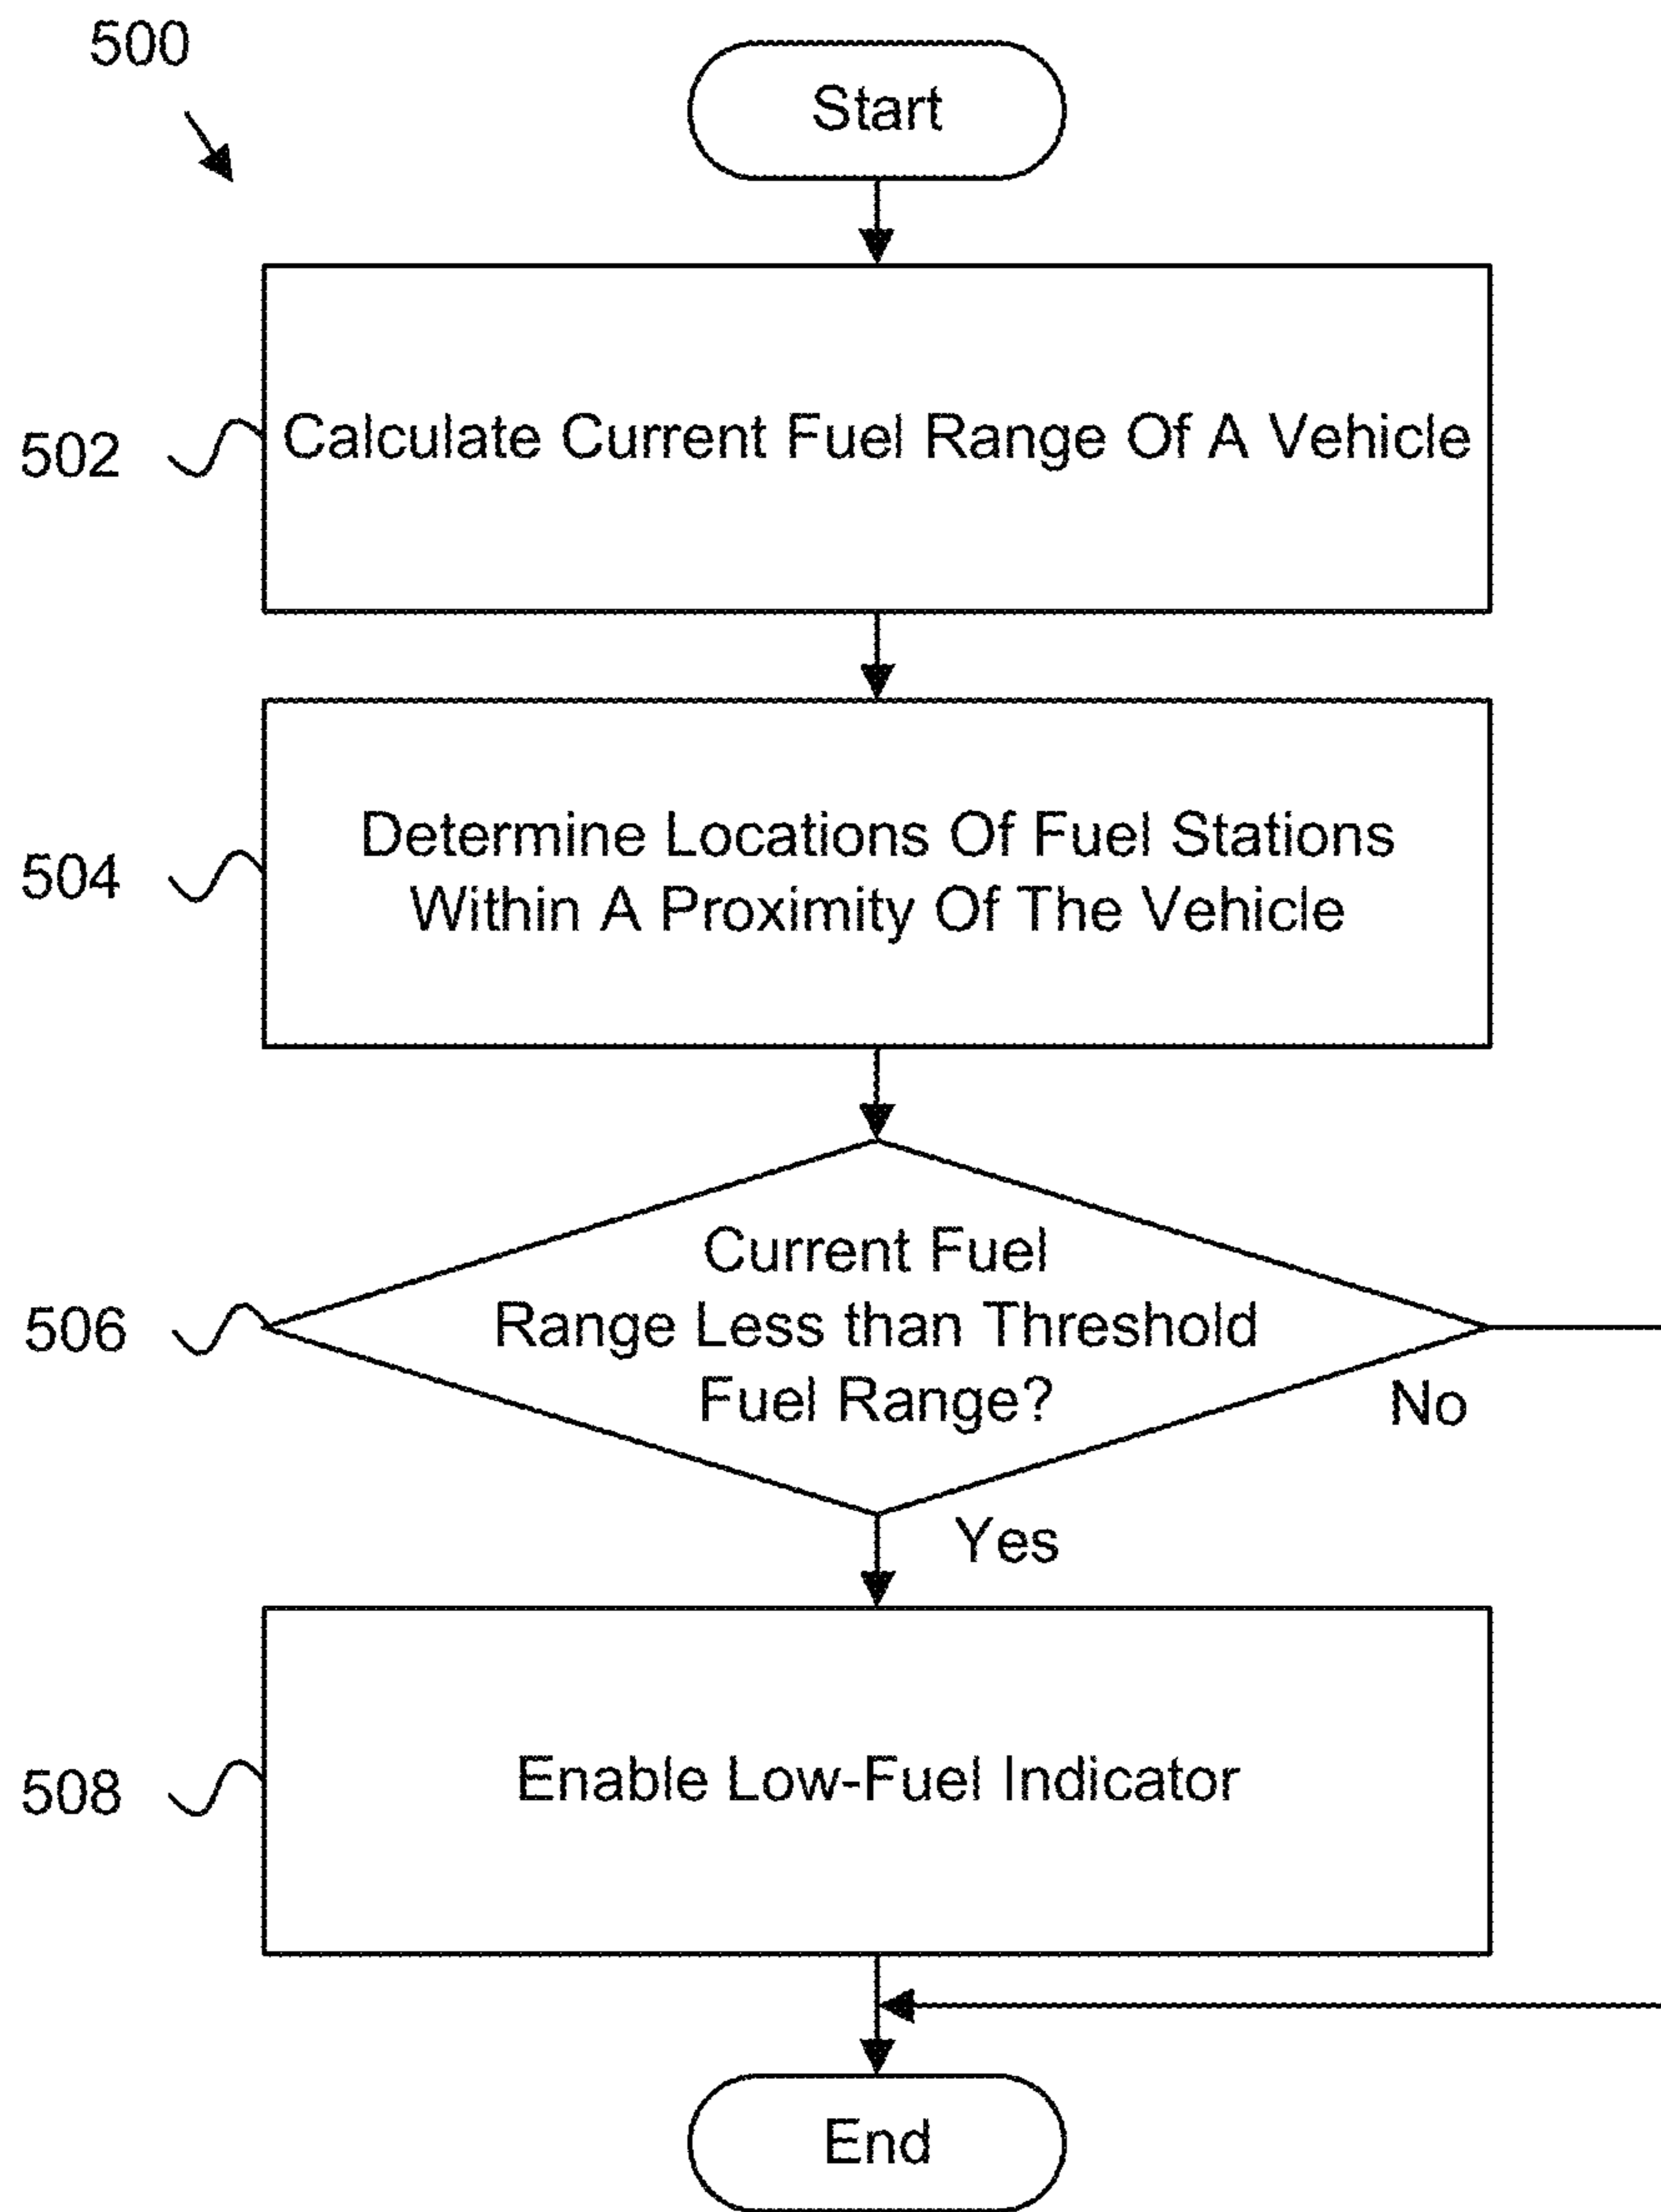 500
Start
502
Calculate Current Fuel Range Of A Vehicle
504
Determine Locations Of Fuel Stations
Within A Proximity Of The Vehicle
506
Current Fuel
Range Less than Threshold
Fuel Range?
No
Yes
508
Enable Low-Fuel Indicator
End